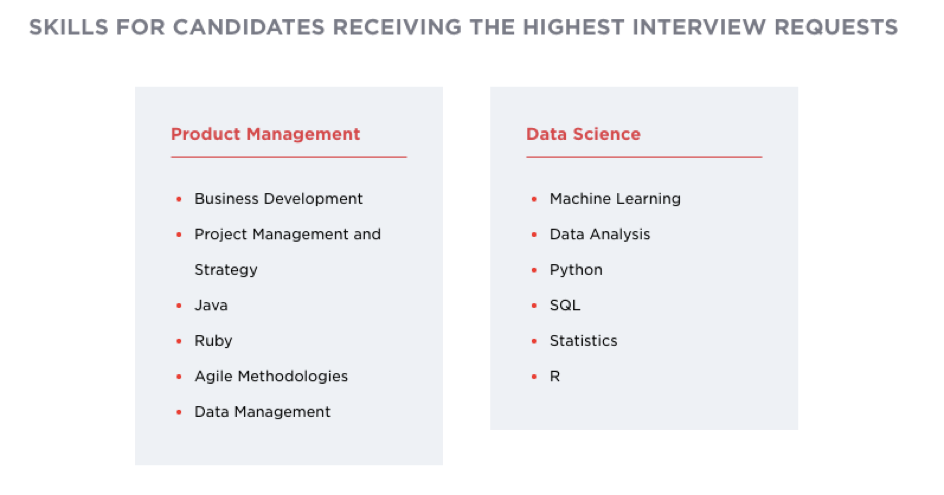 SKILLS FOR CANDIDATES RECEIVING THE HIGHEST INTERVIEW REQUESTS
Product Management
• Business Development
• Project Management and
Strategy
• Java
• Ruby
• Agile Methodologies
• Data Management
Data Science
• Machine Learning
• Data Analysis
• Python
• SQL
• Statistics
• R